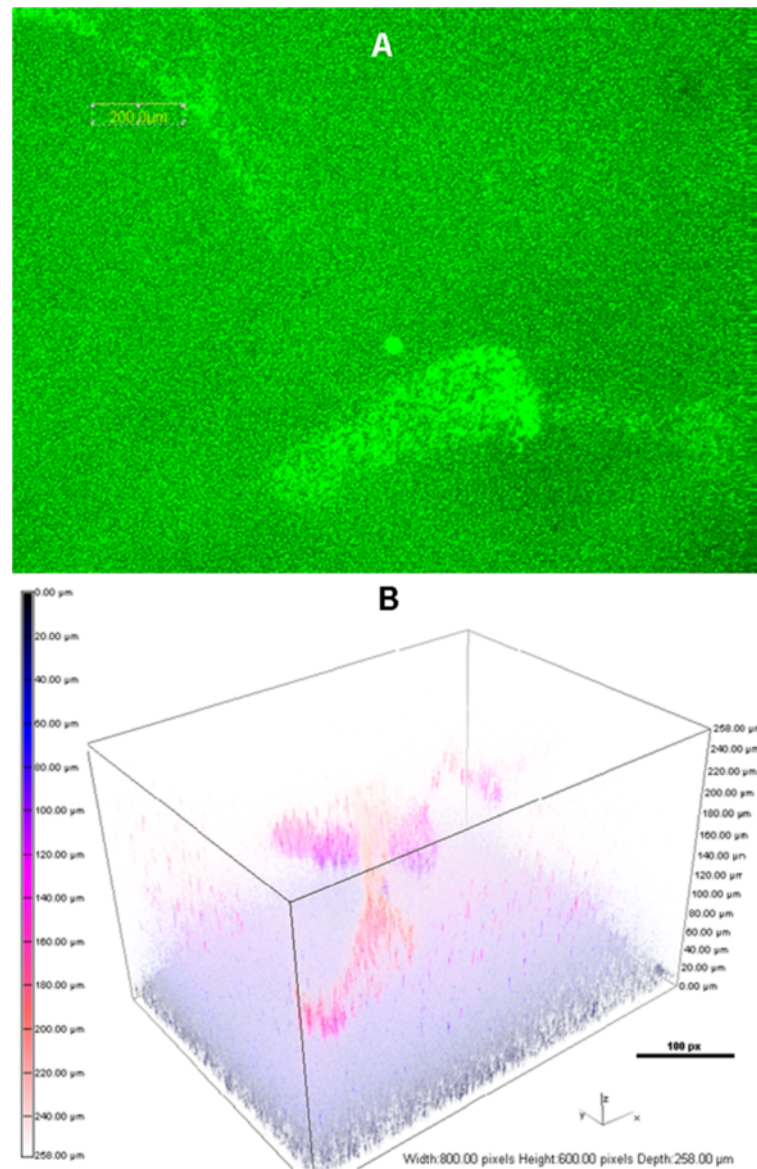 A
200.0µm
B
0.00 µm
20.00 µm
40.00 µm
60.00 µm
80.00 µm
100.00 µm
120.00 µm
140.00 µm
160.00 µm
180.00 µm
200.00 µm
220.00 µm
240.00 µm
258.00 µm
258.00 µm
240.00 µm
220.00 µm
200.00 µm
180.00 µm
160.00 µm
140.00 µm
120.00 µm
100.00 µm
80.00 µm
60.00 µm
40.00 µm
20.00 µm
0.00 µm
100 px
z
y
x
Width:800.00 pixels Height:600.00 pixels Depth:258.00 µm